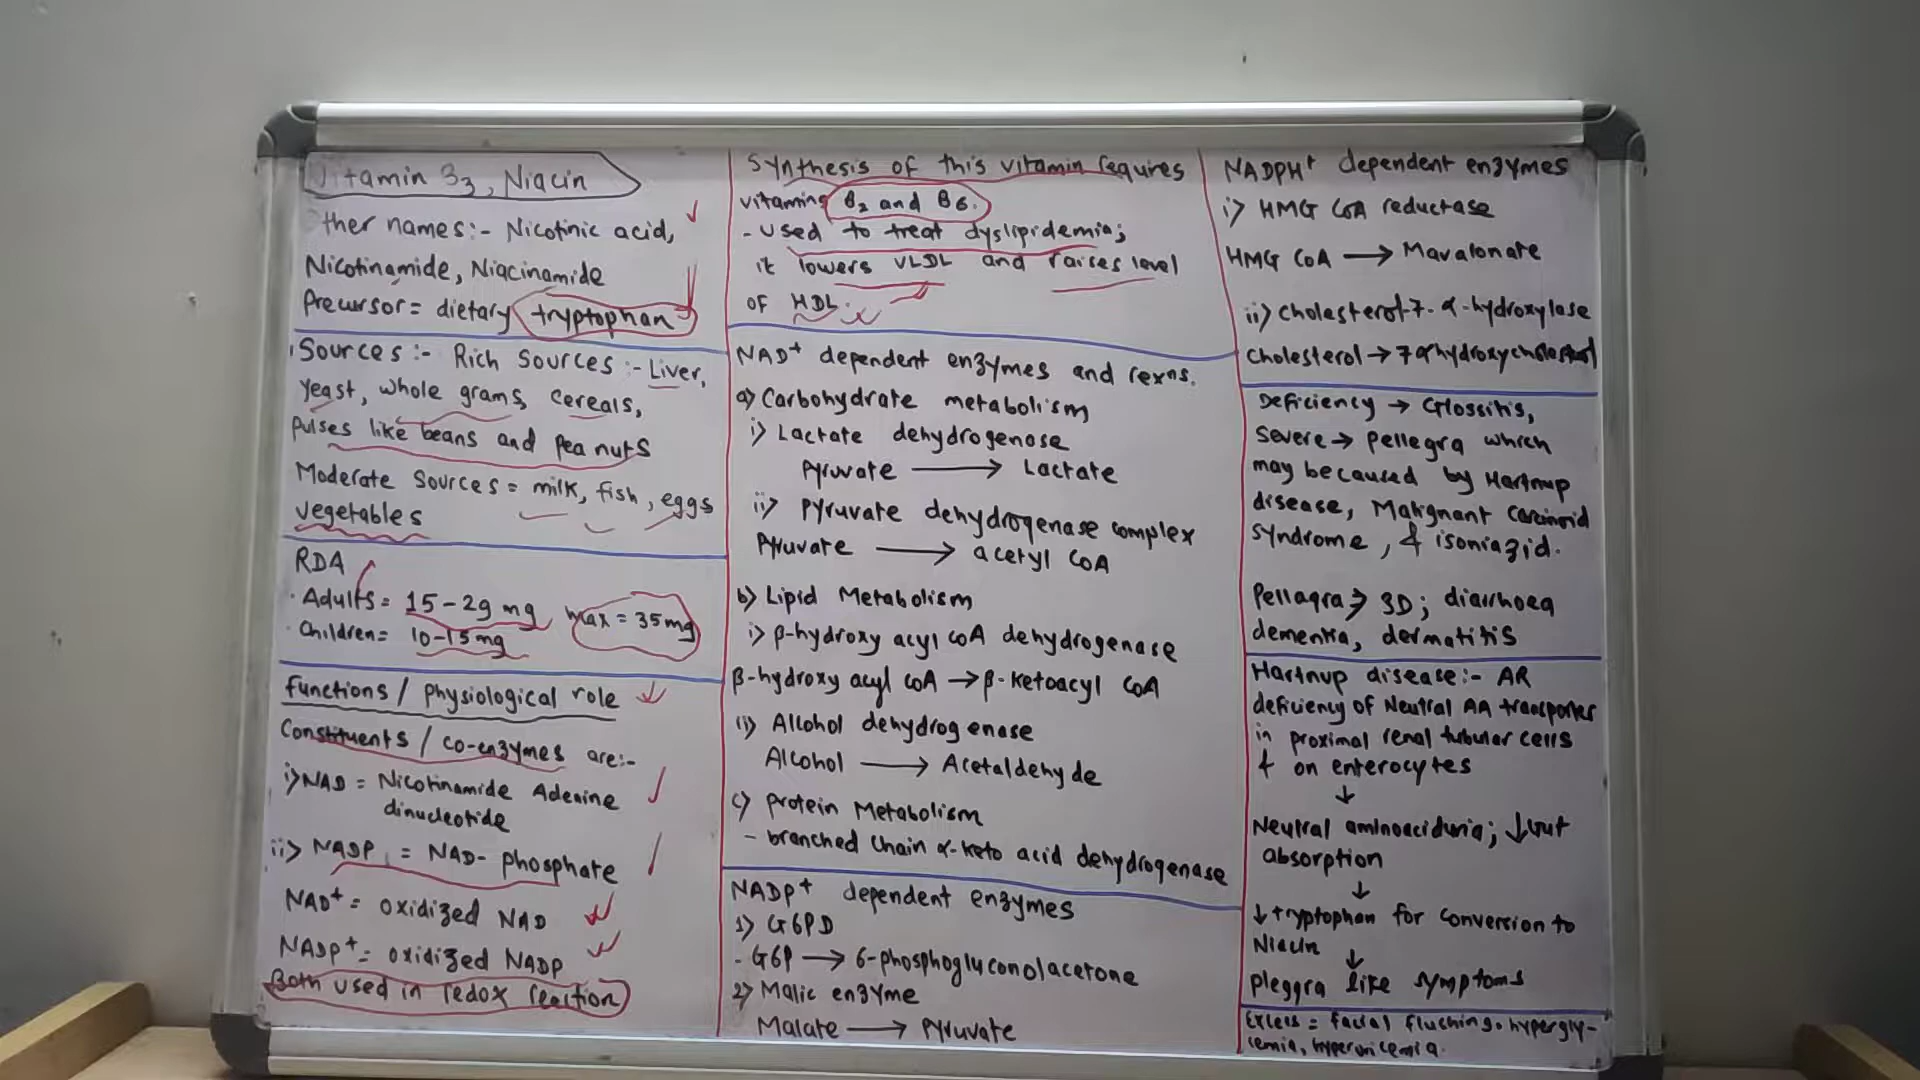 Vitamin B3, Niacin
Other names:- Nicotinic acid,
Nicotinamide, Niacinamide
Precursor = dietary tryptophan
Sources:- Rich Sources:- Liver,
yeast, whole grams, cereals,
pulses like beans and peanuts
Moderate Sources = milk, fish, eggs
vegetables
RDA
· Adults = 15-29 mg max = 35mg
· Children = 10-15 mg
functions / physiological role
Constituents / co-enzymes are:-
i) NAD = Nicotinamide Adenine
dinucleotide
ii) NADP = NAD-phosphate
NAD+ = oxidized NAD
NADP+ = oxidized NADP
Both used in redox reaction
Synthesis of this vitamin requires
vitamins B2 and B6.
- used to treat dyslipidemia;
it lowers VLDL and raises level
of HDL.
NAD+ dependent enzymes and rexns.
a) Carbohydrate metabolism
i) Lactate dehydrogenase
Pyruvate → Lactate
ii) Pyruvate dehydrogenase complex
Pyruvate → acetyl CoA
b) Lipid Metabolism
i) β-hydroxy acyl CoA dehydrogenase
β-hydroxy acyl CoA → β-ketoacyl CoA
ii) Alcohol dehydrogenase
Alcohol → Acetaldehyde
c) Protein Metabolism
- branched chain α-keto acid dehydrogenase
NADP+ dependent enzymes
1) G6PD
- G6P → 6-phosphogluconolacetone
2) Malic enzyme
Malate → Pyruvate
NADPH+ dependent enzymes
i) HMG CoA reductase
HMG CoA → Mavalonate
ii) Cholesterol-7-α-hydroxylase
Cholesterol → 7αhydroxycholesterol
Deficiency → Glossitis,
Severe → pellegra which
may be caused by Hartnup
disease, Malignant Carcinoid
syndrome, & isoniazid.
Pellagra → 3D; diarrhoea
dementia, dermatitis
Hartnup disease:- AR
deficiency of Neutral AA transporter
in proximal renal tubular cells
& on enterocytes
↓
Neutral aminoaciduria; ↓Gut
absorption
↓
↓tryptophan for conversion to
Niacin
↓
pleggra like symptoms
Excess = facial fluching, hypergly-
cemia, hyperuricemia.